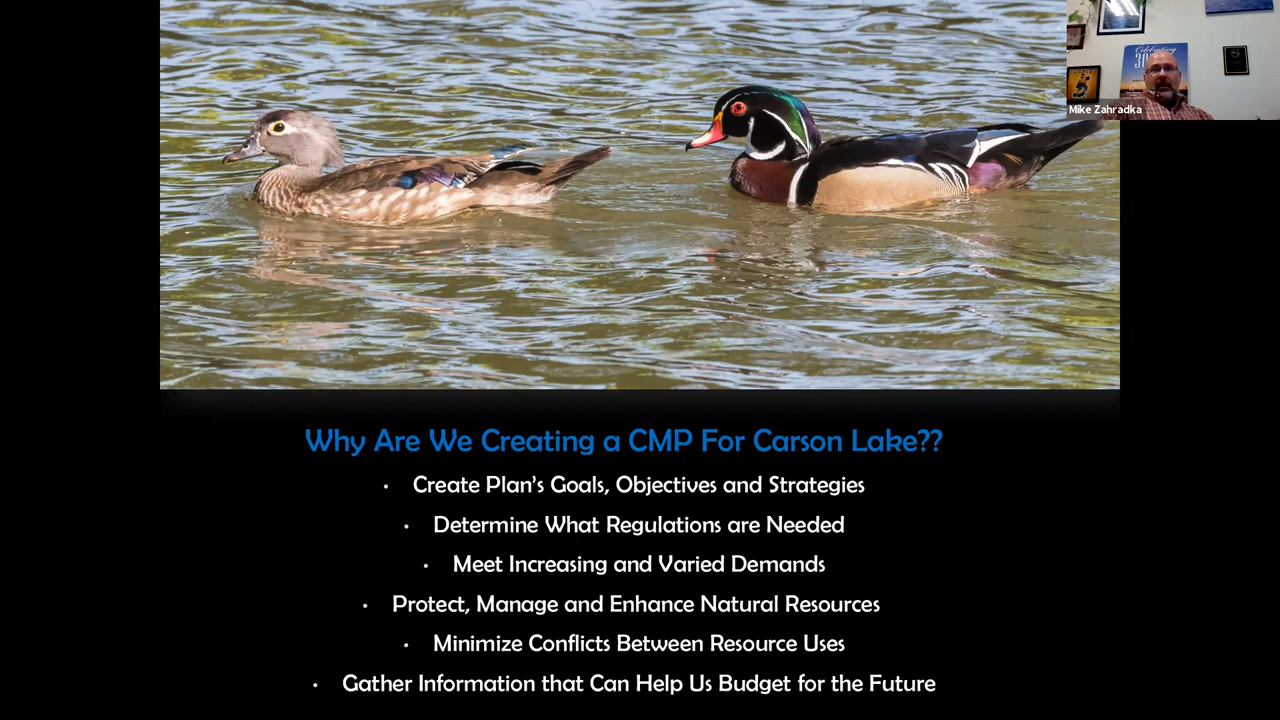 Celebrating
Mike Zahradka
Why Are We Creating a CMP For Carson Lake??
• Create Plan's Goals, Objectives and Strategies
• Determine What Regulations are Needed
• Meet Increasing and Varied Demands
• Protect, Manage and Enhance Natural Resources
• Minimize Conflicts Between Resource Uses
• Gather Information that Can Help Us Budget for the Future